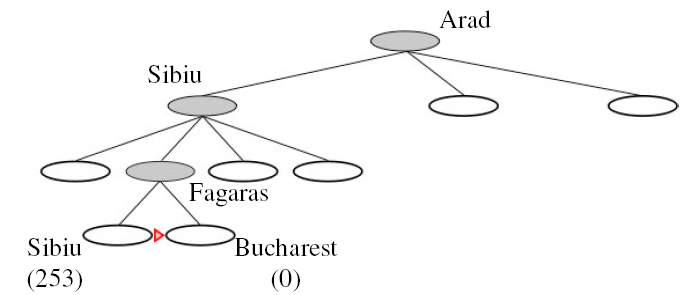 Arad
Sibiu
Fagaras
Sibiu Bucharest
(253) (0)